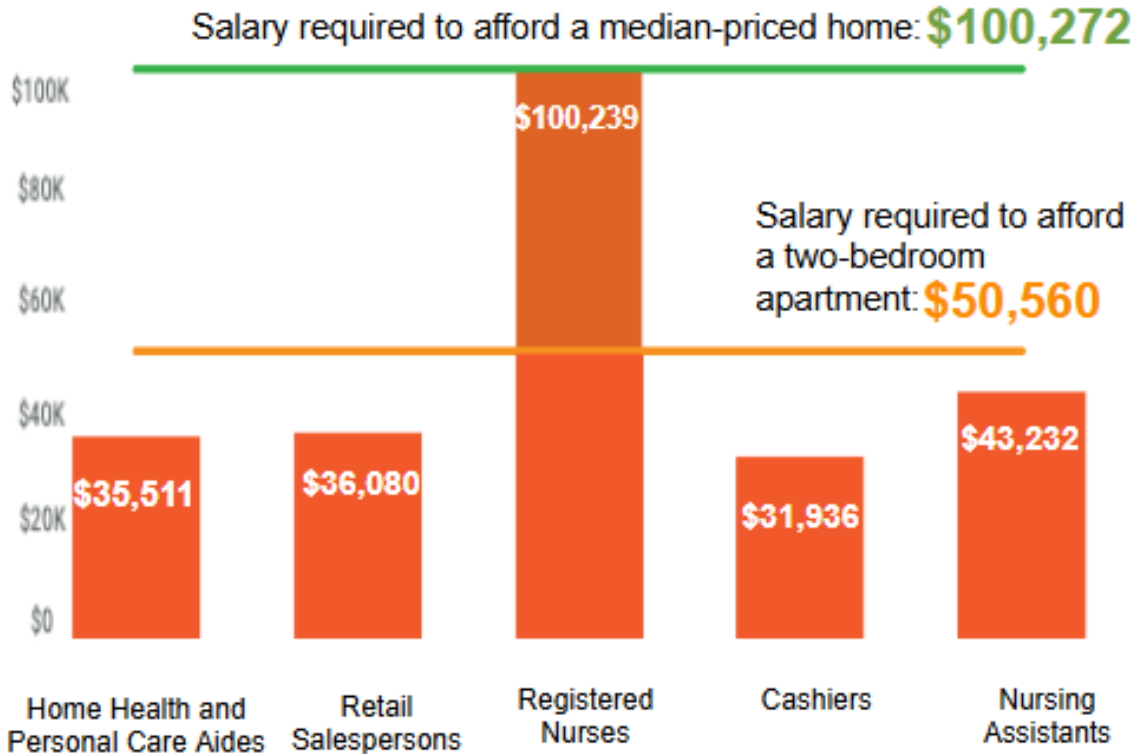 Salary required to afford a median-priced home: $100,272
$100K
$100,239
$80K
Salary required to afford
a two-bedroom
apartment: $50,560
$60K
$40K
$43,232
$35,511
$36,080
$31,936
$20K
$0
Home Health and
Personal Care Aides
Retail
Salespersons
Registered
Nurses
Cashiers
Nursing
Assistants